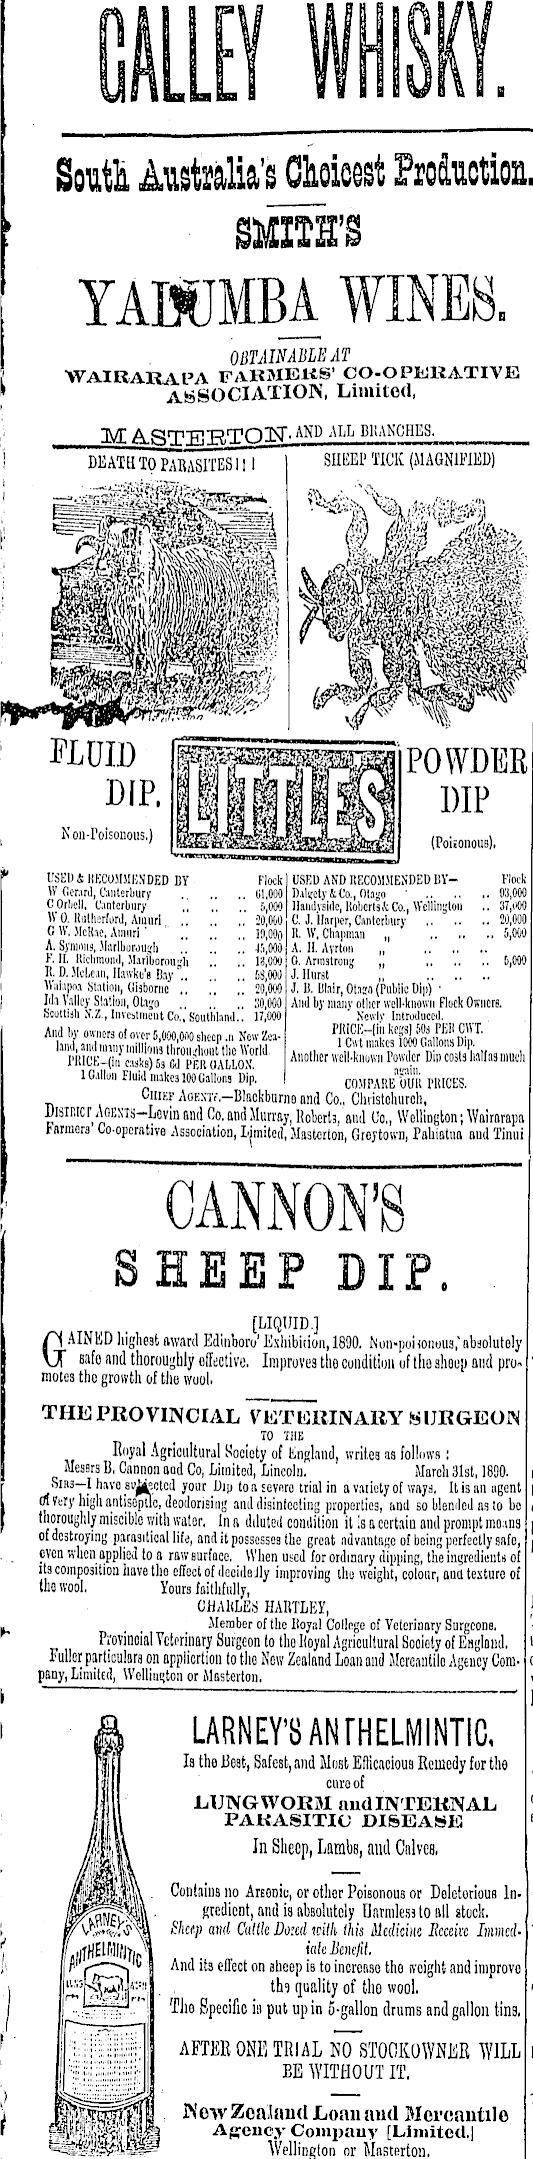 GALLEY WHISKY.
South Australia's Choicest Production.
SMITH'S
YALUMBA WINES.
OBTAINABLE AT
WAIRARAPA FARMERS' CO-OPERATIVE
ASSOCIATION, Limited,
MASTERTON, AND ALL BRANCHES.
DEATH TO PARASITES!!!
SHEEP TICK (MAGNIFIED)
FLUID
DIP.
Non-Poisonous.)
LITTLES
POWDER
DIP
(Poisonous),
USED & RECOMMENDED BY Flock
W Gerard, Canterbury .. .. .. 61,000
C Orbell, Canterbury .. .. .. 5,000
W O. Rutherford, Amuri .. .. .. 20,000
G W. McRae, Amuri .. .. .. 19,000
A. Symons, Marlborough .. .. .. 45,000
F. H. Richmond, Marlborough .. .. 13,000
R. D. McLean, Hawke's Bay .. .. 58,000
Waipaoa Station, Gisborne .. .. 20,000
Ida Valley Station, Otago .. .. 30,000
Scottish N.Z., Investment Co., Southland.. 17,000
And by owners of over 5,000,000 sheep in New Zea-
land, and many millions throughout the World
PRICE—(in casks) 5s 6d PER GALLON.
1 Gallon Fluid makes 100 Gallons Dip.
USED AND RECOMMENDED BY— Flock
Dalgety & Co., Otago .. .. .. 93,000
Handyside, Roberts & Co., Wellington .. 37,000
C. J. Harper, Canterbury .. .. 20,000
R. W. Chapman „ .. .. .. 5,000
A. H. Ayrton „ .. .. ..
G. Armstrong „ .. .. .. 5,000
J. Hurst „ .. .. ..
J. B. Blair, Otago (Public Dip)
And by many other well-known Flock Owners.
Newly Introduced.
PRICE—(in kegs) 50s PER CWT.
1 Cwt makes 1000 Gallons Dip.
Another well-known Powder Dip costs half as much
again.
COMPARE OUR PRICES.
CHIEF AGENTS.—Blackburne and Co., Christchurch,
DISTRICT AGENTS—Levin and Co. and Murray, Roberts, and Co., Wellington; Wairarapa
Farmers' Co-operative Association, Limited, Masterton, Greytown, Pahiatua and Tinui
CANNON'S
SHEEP DIP.
[LIQUID.]
GAINED highest award Edinboro' Exhibition, 1890. Non-poisonous, absolutely
safe and thoroughly effective. Improves the condition of the sheep and pro-
motes the growth of the wool.
THE PROVINCIAL VETERINARY SURGEON
TO THE
Royal Agricultural Society of England, writes as follows:
Messrs B, Cannon and Co, Limited, Lincoln. March 31st, 1890.
SIRS—I have subjected your Dip to a severe trial in a variety of ways. It is an agent
of very high antiseptic, deodorising and disinfecting properties, and so blended as to be
thoroughly miscible with water. In a diluted condition it is a certain and prompt means
of destroying parasitical life, and it possesses the great advantage of being perfectly safe,
even when applied to a raw surface. When used for ordinary dipping, the ingredients of
its composition have the effect of decidedly improving the weight, colour, and texture of
the wool. Yours faithfully,
CHARLES HARTLEY,
Member of the Royal College of Veterinary Surgeons.
Provincial Veterinary Surgeon to the Royal Agricultural Society of England.
Fuller particulars on appliction to the New Zealand Loan and Mercantile Agency Com-
pany, Limited, Wellington or Masterton.
LARNEY'S ANTHELMINTIC,
Is the Best, Safest, and Most Efficacious Remedy for the
cure of
LUNGWORM and INTERNAL
PARASITIC DISEASE
In Sheep, Lambs, and Calves.
Contains no Arsenic, or other Poisonous or Deleterious In-
gredient, and is absolutely Harmless to all stock.
Sheep and Cattle Dozed with this Medicine Receive Immed-
iate Benefit.
And its effect on sheep is to increase the weight and improve
the quality of the wool.
The Specific is put up in 5-gallon drums and gallon tins.
AFTER ONE TRIAL NO STOCKOWNER WILL
BE WITHOUT IT.
New Zealand Loan and Mercantile
Agency Company [Limited.]
Wellington or Masterton.
LARNEY'S
ANTHELMINTIC